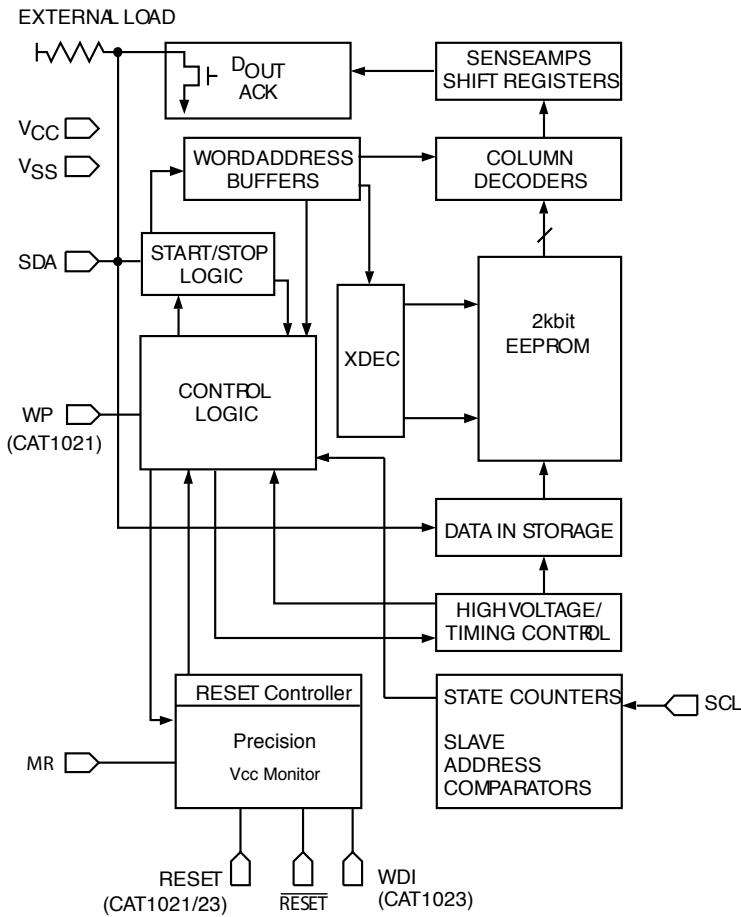 EXTERNAL LOAD
DOUT
ACK
SENSEAMPS
SHIFT REGISTERS
VCC
VSS
WORDADDRESS
BUFFERS
COLUMN
DECODERS
SDA
START/STOP
LOGIC
2kbit
EEPROM
XDEC
CONTROL
LOGIC
WP
(CAT1021)
DATA IN STORAGE
HIGHVOLTAGE/
TIMING CONTROL
RESET Controller
Precision
Vcc Monitor
MR
STATE COUNTERS
SLAVE
ADDRESS
COMPARATORS
SCL
RESET
(CAT1021/23)
RESET
WDI
(CAT1023)